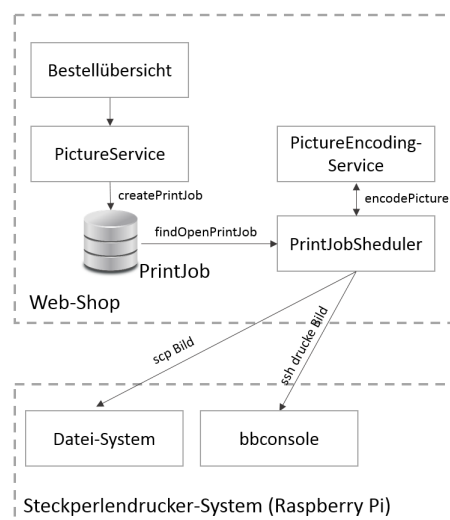 Bestellübersicht
PictureService
PictureEncoding-
Service
createPrintJob
encodePicture
findOpenPrintJob
PrintJobSheduler
PrintJob
Web-Shop
scp Bild
ssh drucke Bild
Datei-System
bbconsole
Steckperlendrucker-System (Raspberry Pi)